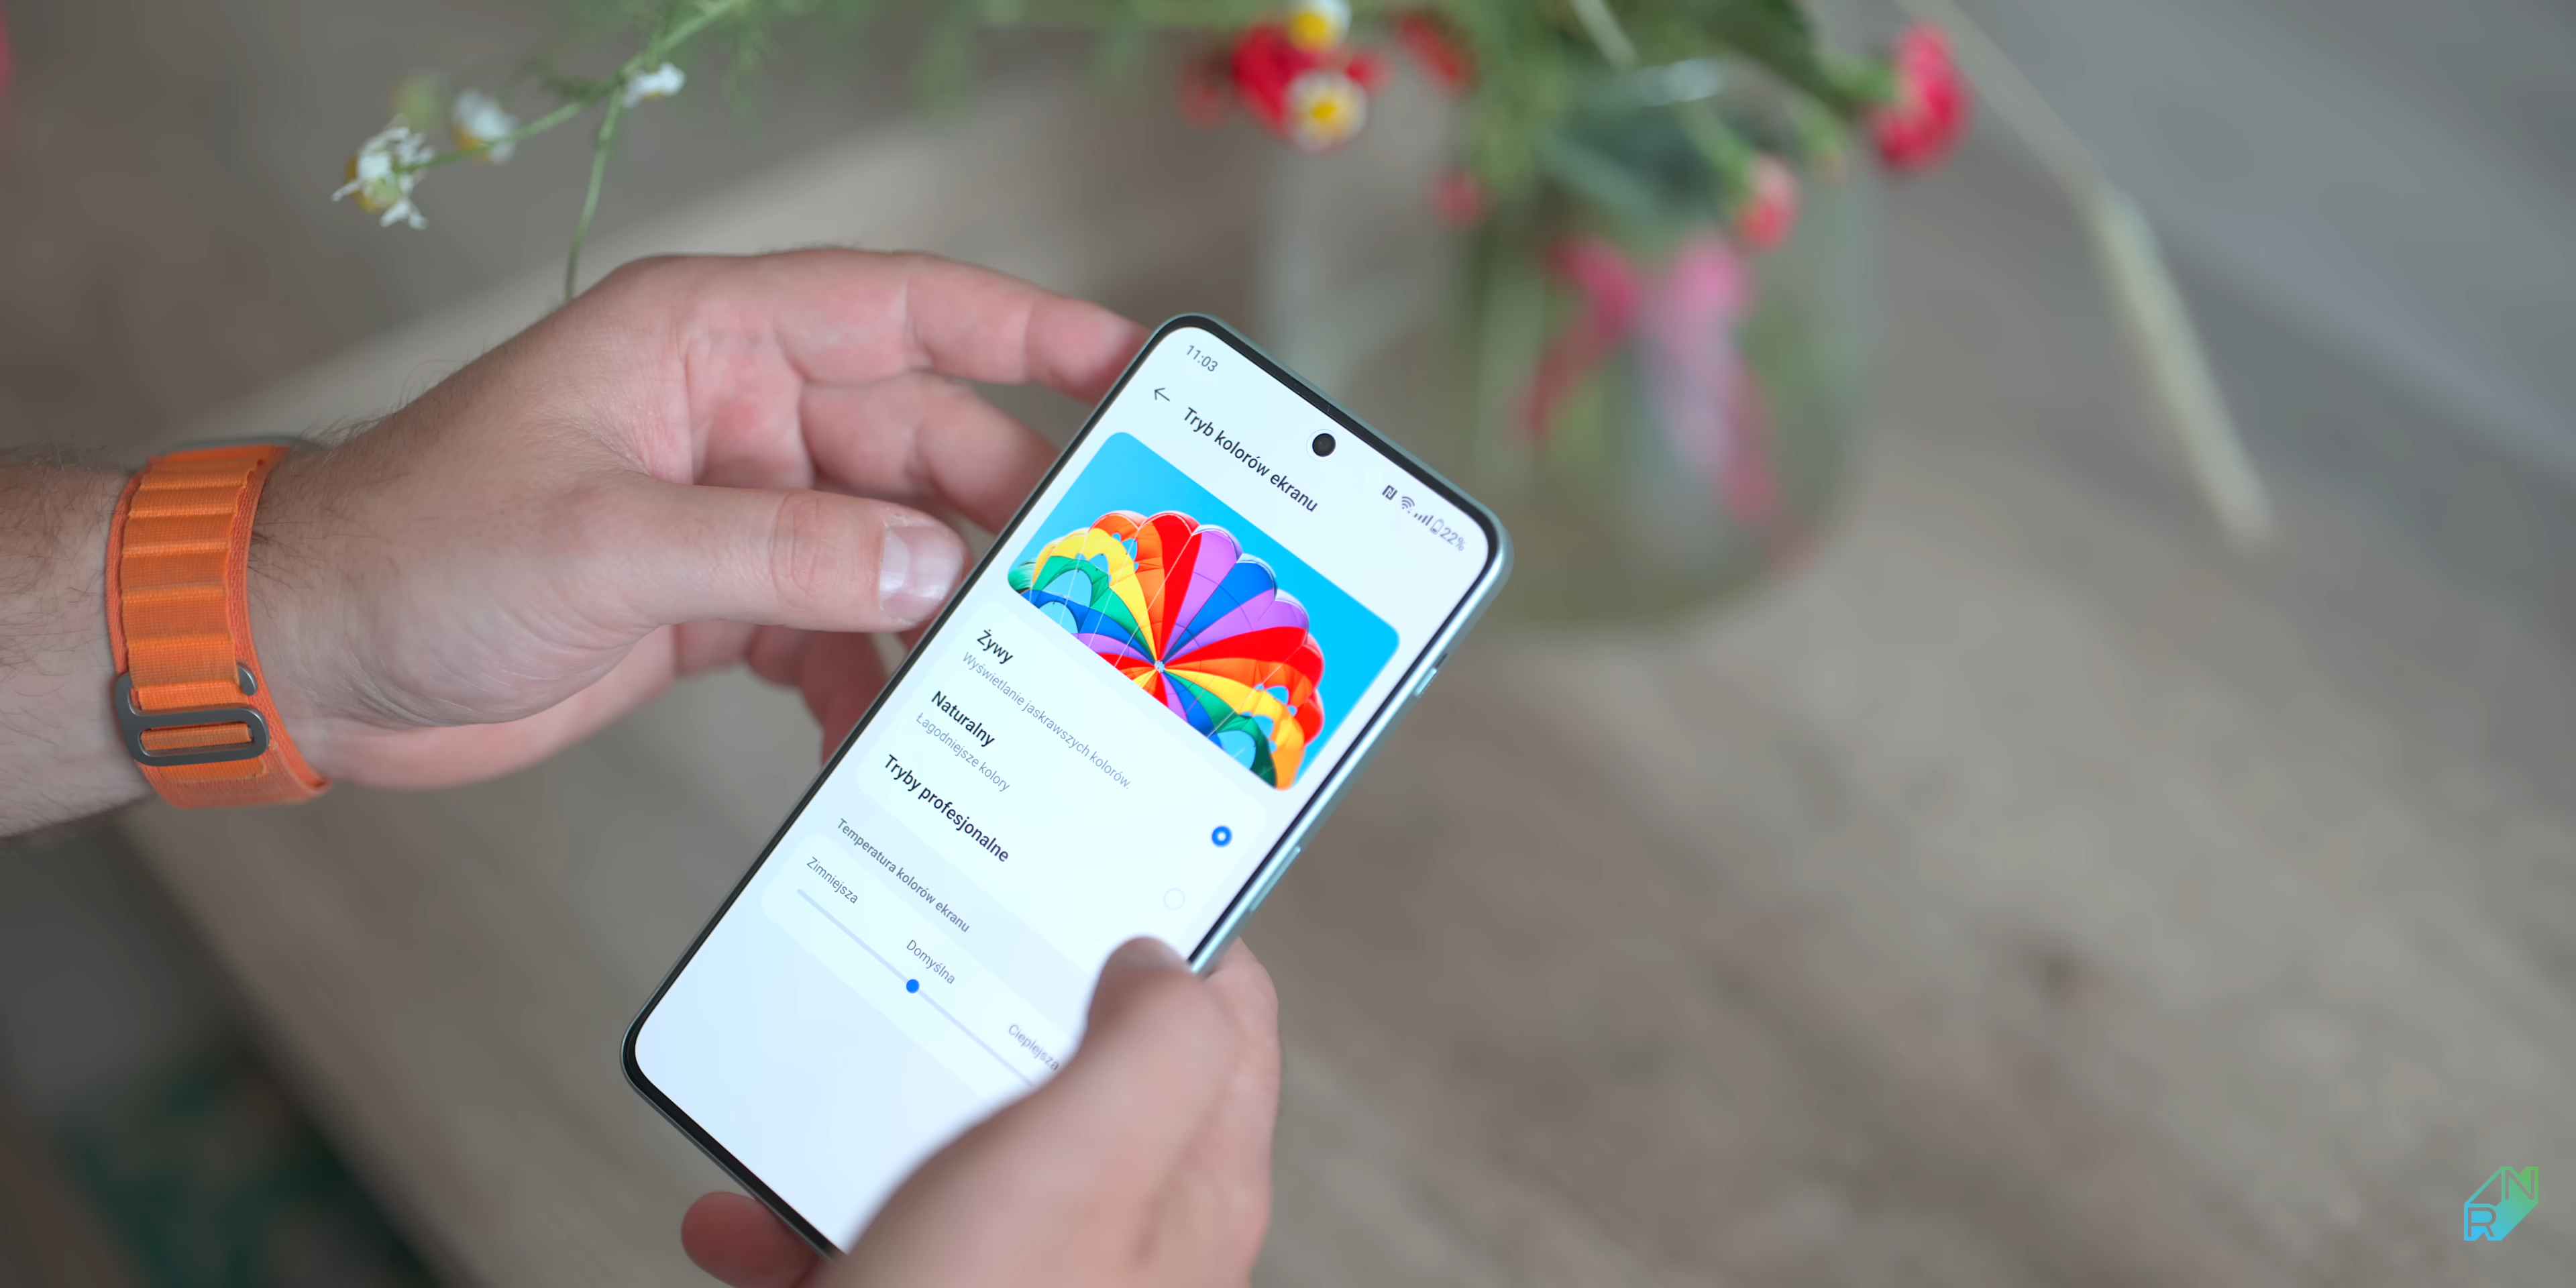 11:03
22%
Tryb kolorów ekranu
Żywy
Wyświetlanie jaskrawszych kolorów.
Naturalny
Łagodniejsze kolory
Tryby profesjonalne
Temperatura kolorów ekranu
Zimniejsza
Domyślna
Cieplejsza
N
R